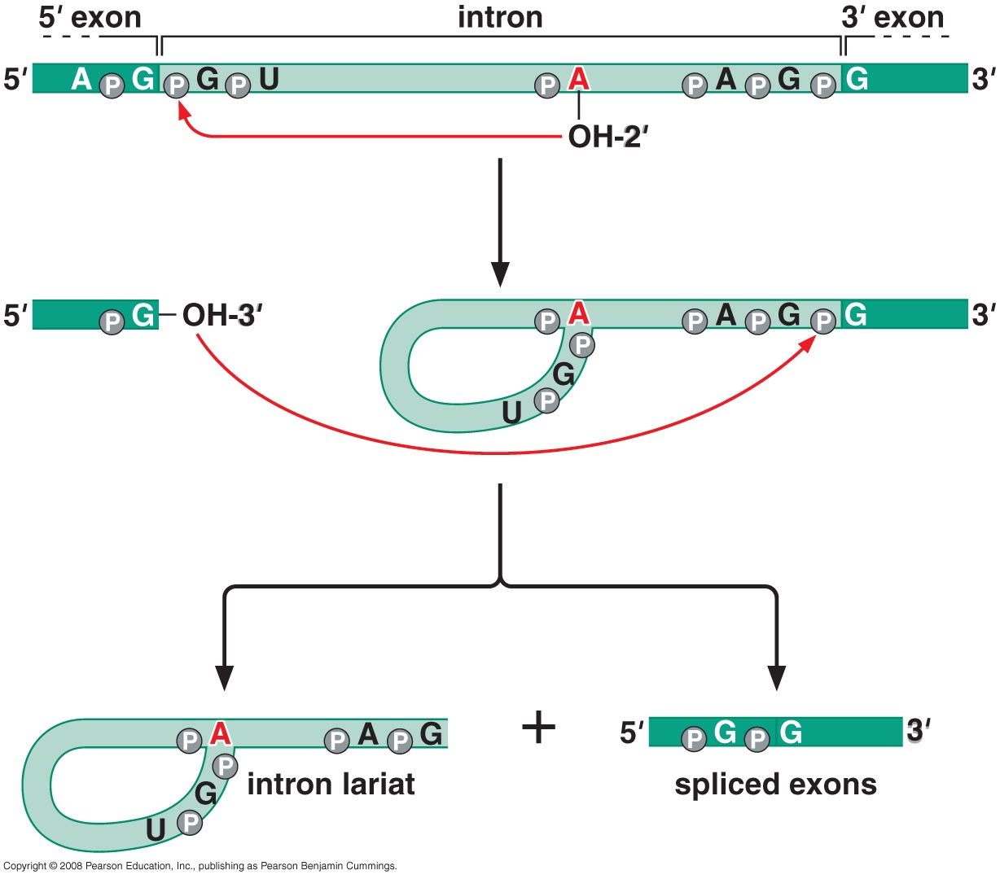 5′ exon intron 3′ exon
5′ A P G P G P U P A P A P G P G 3′
OH-2′
5′ P G OH-3′ P A P A P G P G 3′
P
G
U P
P A P A P G + 5′ P G P G 3′
P
intron lariat spliced exons
G
U P
Copyright © 2008 Pearson Education, Inc., publishing as Pearson Benjamin Cummings.